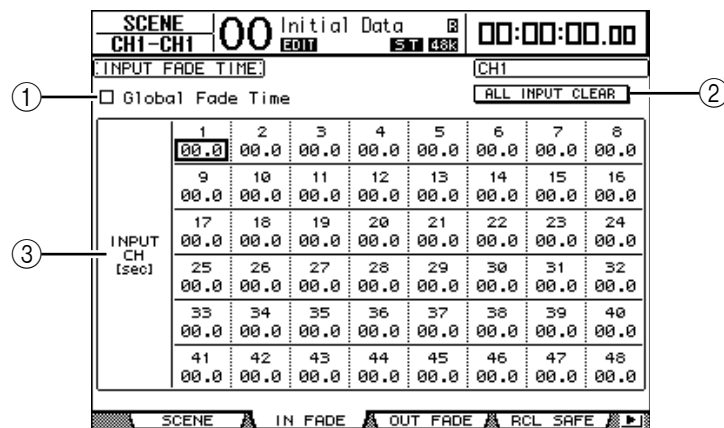 SCENE
CH1-CH1
00 Initial Data R
EDIT ST 48K
00:00:00.00
INPUT FADE TIME
CH1
1 Global Fade Time
ALL INPUT CLEAR 2
1 2 3 4 5 6 7 8
00.0 00.0 00.0 00.0 00.0 00.0 00.0 00.0
9 10 11 12 13 14 15 16
00.0 00.0 00.0 00.0 00.0 00.0 00.0 00.0
17 18 19 20 21 22 23 24
00.0 00.0 00.0 00.0 00.0 00.0 00.0 00.0
3
INPUT
CH
[sec]
25 26 27 28 29 30 31 32
00.0 00.0 00.0 00.0 00.0 00.0 00.0 00.0
33 34 35 36 37 38 39 40
00.0 00.0 00.0 00.0 00.0 00.0 00.0 00.0
41 42 43 44 45 46 47 48
00.0 00.0 00.0 00.0 00.0 00.0 00.0 00.0
SCENE IN FADE OUT FADE RCL SAFE